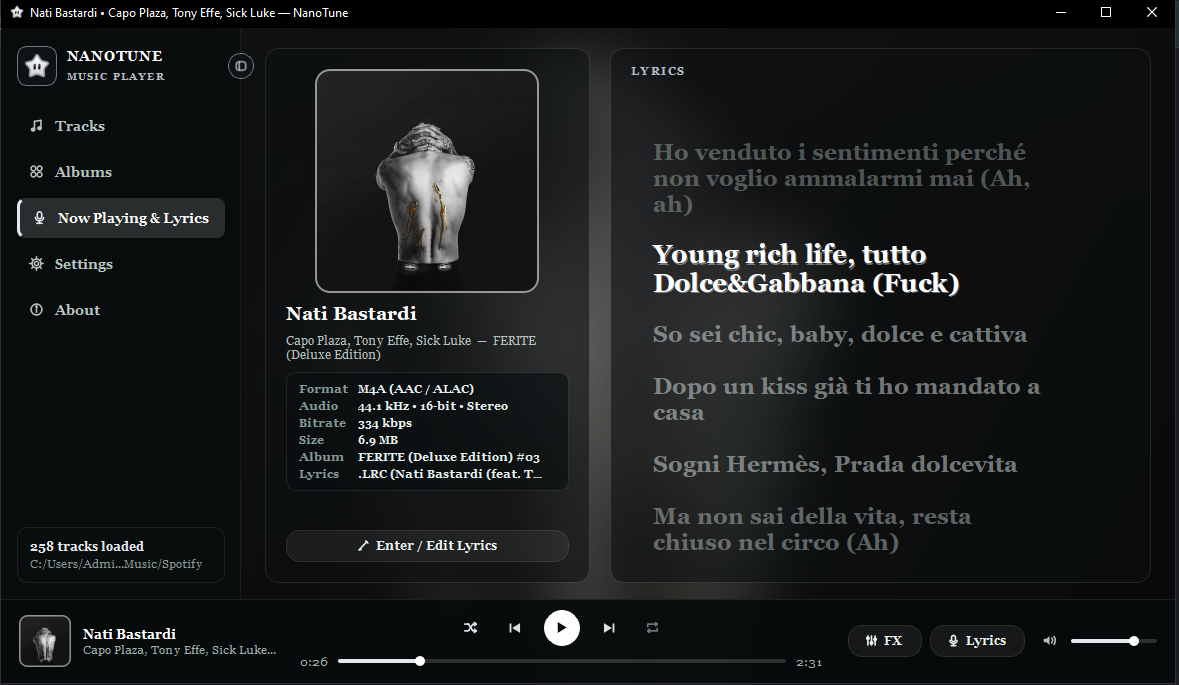 Nati Bastardi • Capo Plaza, Tony Effe, Sick Luke — NanoTune
NANOTUNE
MUSIC PLAYER
Tracks
Albums
Now Playing & Lyrics
Settings
About
258 tracks loaded
C:/Users/Admi...Music/Spotify
Nati Bastardi
Capo Plaza, Tony Effe, Sick Luke — FERITE
(Deluxe Edition)
Format M4A (AAC / ALAC)
Audio 44.1 kHz • 16-bit • Stereo
Bitrate 334 kbps
Size 6.9 MB
Album FERITE (Deluxe Edition) #03
Lyrics .LRC (Nati Bastardi (feat. T...
Enter / Edit Lyrics
LYRICS
Ho venduto i sentimenti perché
non voglio ammalarmi mai (Ah,
ah)
Young rich life, tutto
Dolce&Gabbana (Fuck)
So sei chic, baby, dolce e cattiva
Dopo un kiss già ti ho mandato a
casa
Sogni Hermès, Prada dolcevita
Ma non sai della vita, resta
chiuso nel circo (Ah)
Nati Bastardi
Capo Plaza, Tony Effe, Sick Luke...
0:26
2:31
FX
Lyrics